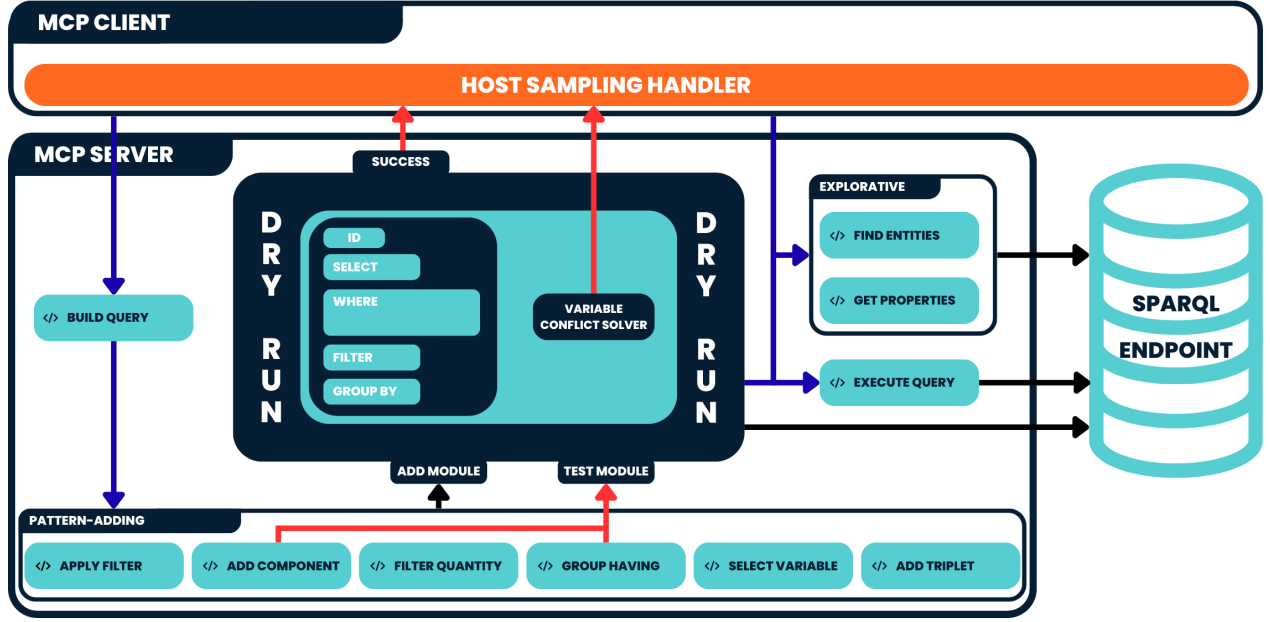 MCP CLIENT
HOST SAMPLING HANDLER
MCP SERVER
SUCCESS
DRY RUN
ID
SELECT
WHERE
FILTER
GROUP BY
VARIABLE
CONFLICT SOLVER
DRY RUN
ADD MODULE
TEST MODULE
</> BUILD QUERY
EXPLORATIVE
</> FIND ENTITIES
</> GET PROPERTIES
</> EXECUTE QUERY
SPARQL
ENDPOINT
PATTERN-ADDING
</> APPLY FILTER
</> ADD COMPONENT
</> FILTER QUANTITY
</> GROUP HAVING
</> SELECT VARIABLE
</> ADD TRIPLET